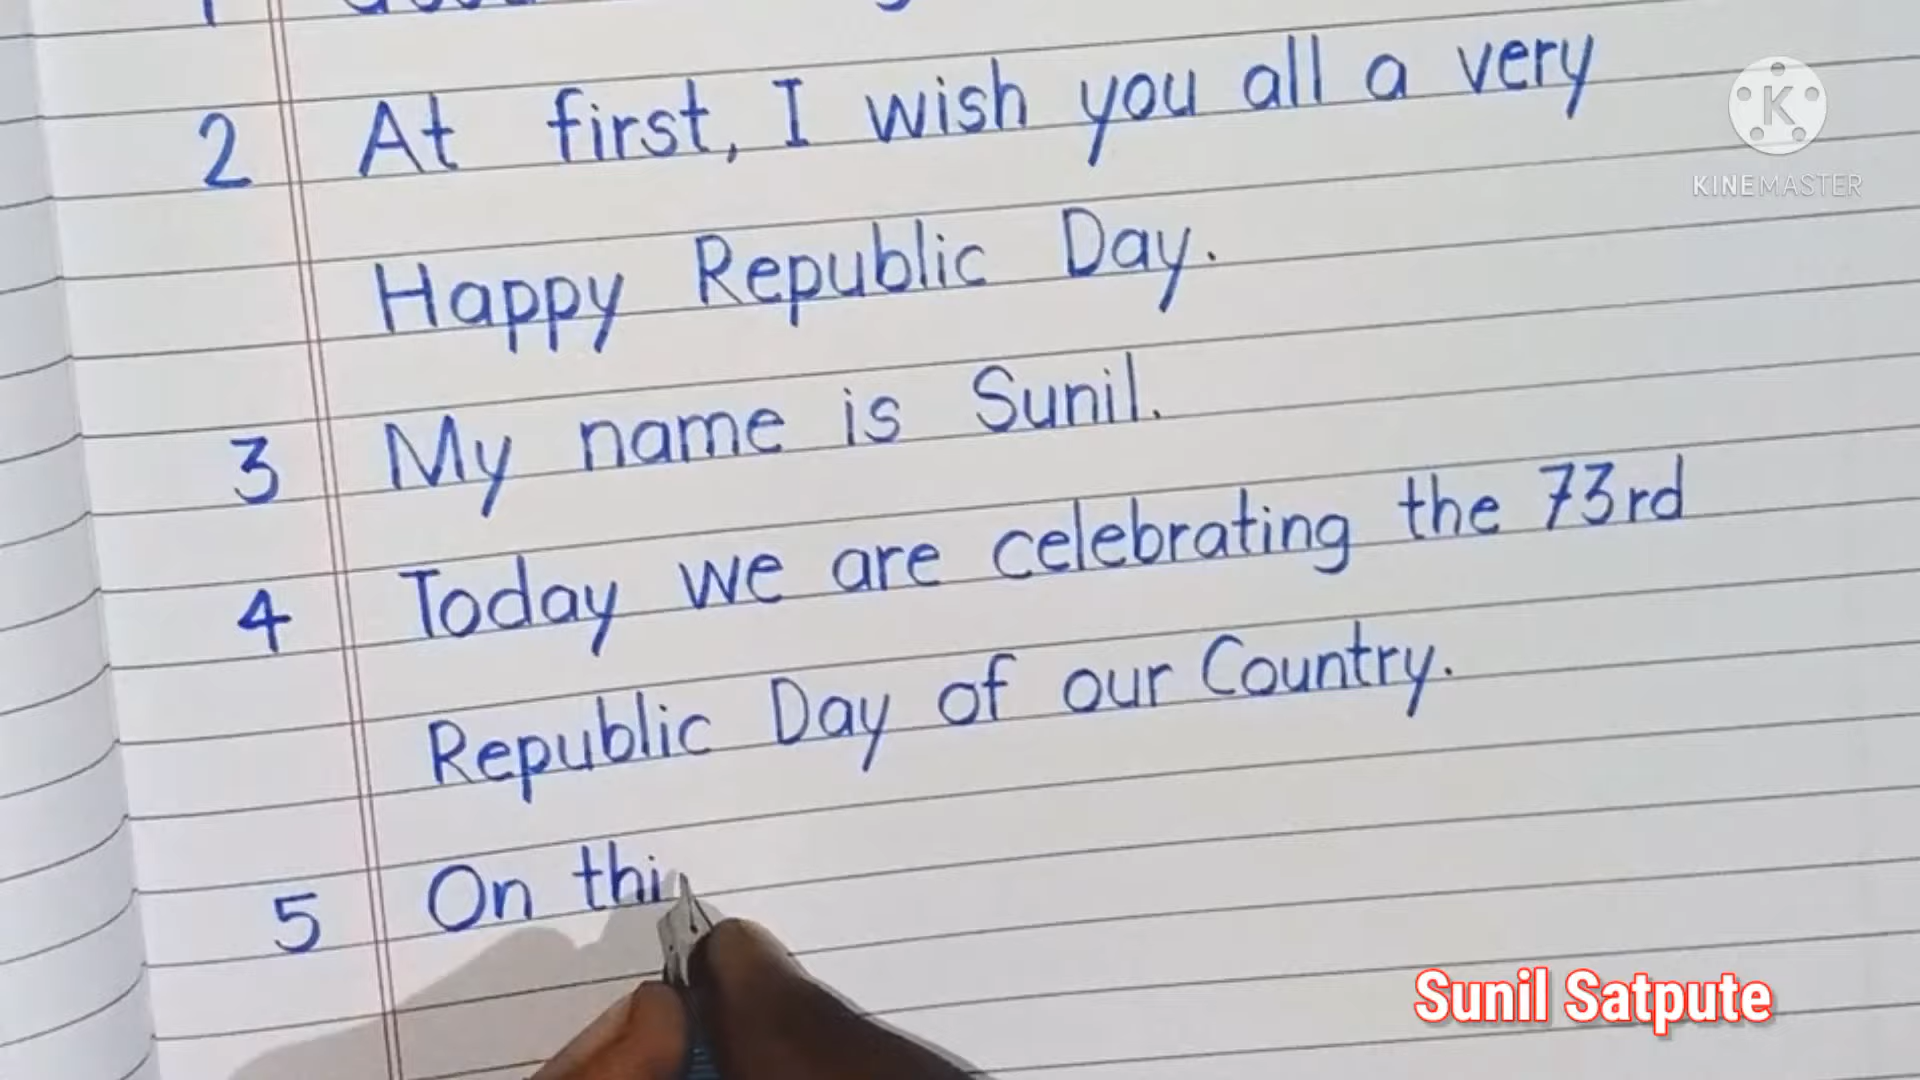 1
2 At first, I wish you all a very
Happy Republic Day.
3 My name is Sunil.
4 Today we are celebrating the 73rd
Republic Day of our Country.
5 On thi
KINEMASTER
Sunil Satpute